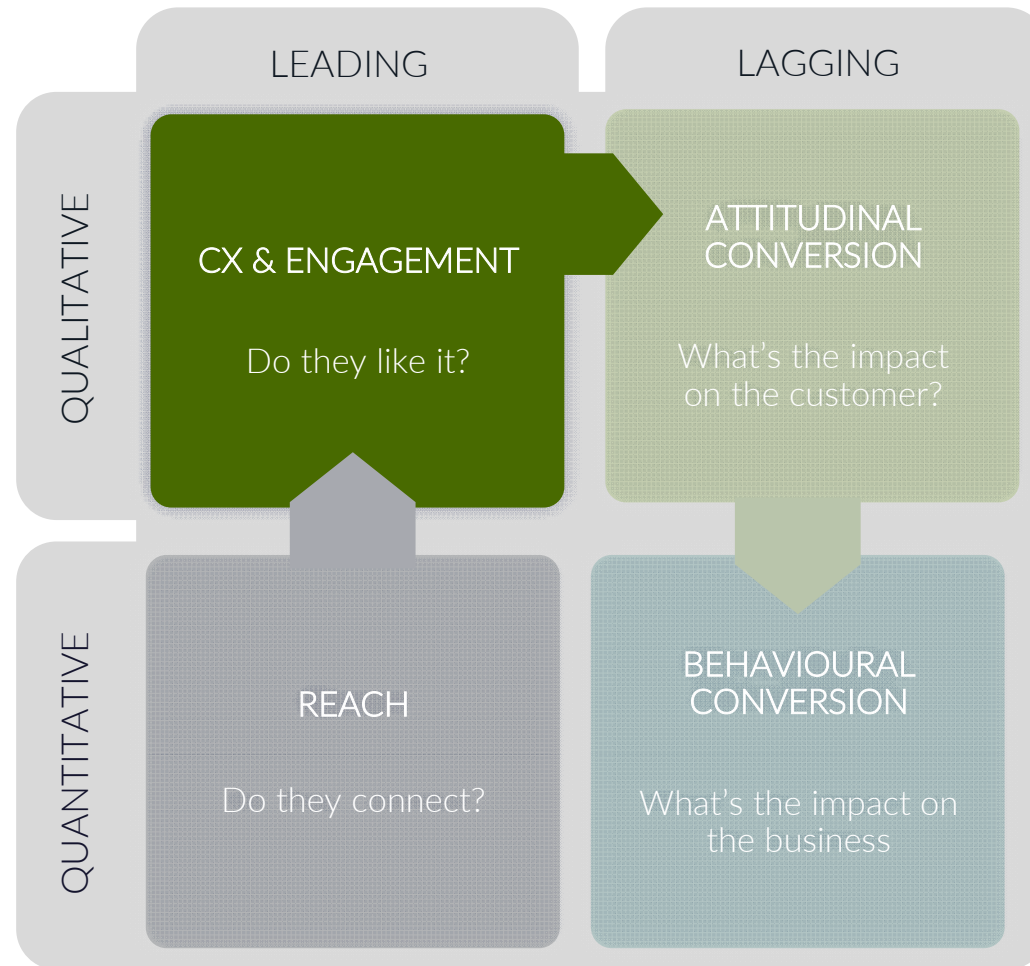 LEADING
LAGGING
QUALITATIVE
CX & ENGAGEMENT
Do they like it?
ATTITUDINAL
CONVERSION
What’s the impact
on the customer?
QUANTITATIVE
REACH
Do they connect?
BEHAVIOURAL
CONVERSION
What’s the impact on
the business